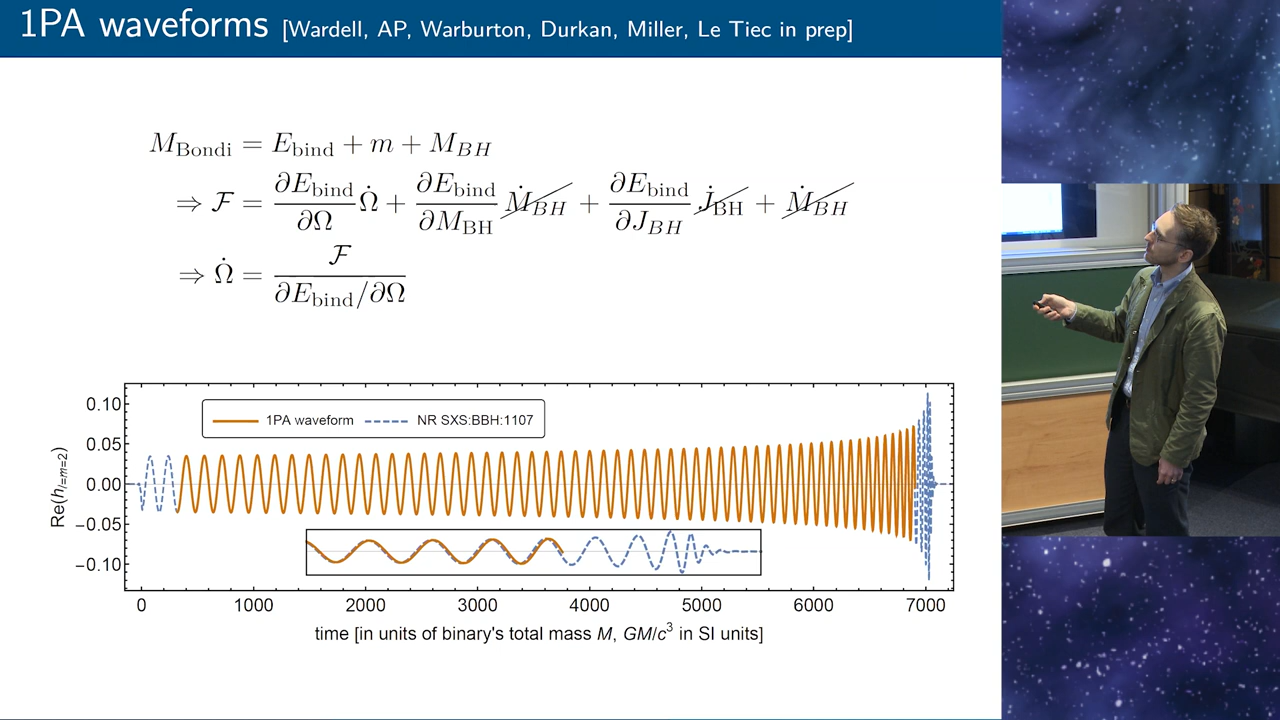 1PA waveforms [Wardell, AP, Warburton, Durkan, Miller, Le Tiec in prep]
M_Bondi = E_bind + m + M_BH
⇒ ℱ = ∂E_bind/∂Ω Ω̇ + ∂E_bind/∂M_BH Ṁ_BH + ∂E_bind/∂J_BH J̇_BH + Ṁ_BH
⇒ Ω̇ = ℱ/(∂E_bind/∂Ω)
1PA waveform NR SXS:BBH:1107
Re(h_l=m=2)
0.10
0.05
0.00
−0.05
−0.10
0 1000 2000 3000 4000 5000 6000 7000
time [in units of binary's total mass M, GM/c³ in SI units]